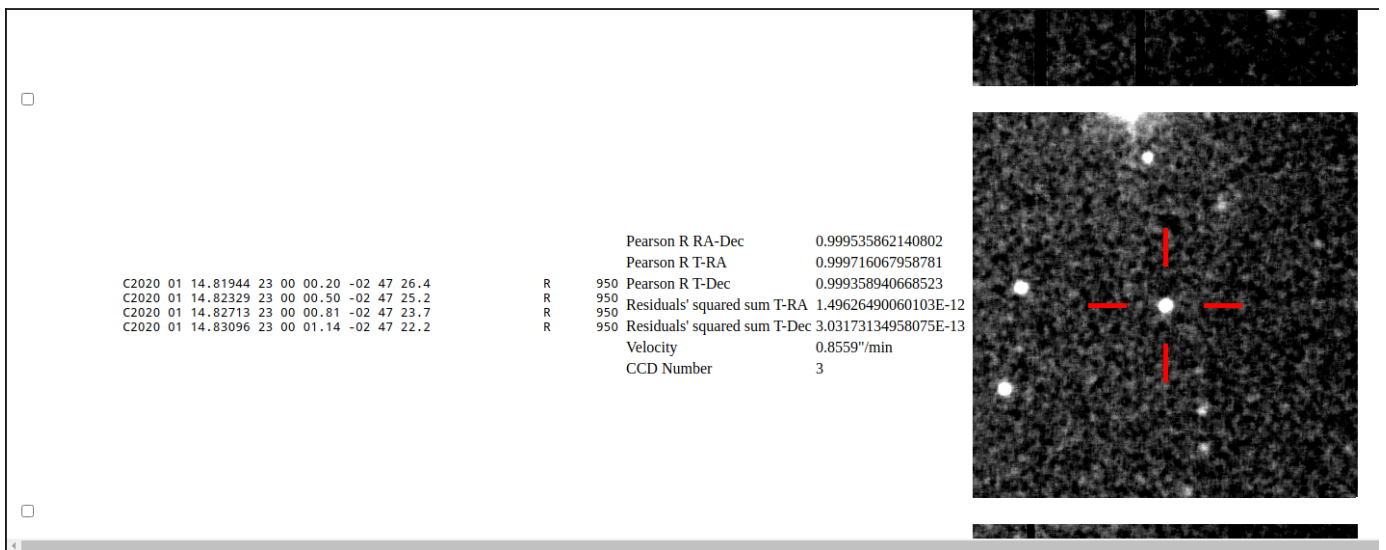 C2020 01 14.81944 23 00 00.20 -02 47 26.4 R 950
C2020 01 14.82329 23 00 00.50 -02 47 25.2 R 950
C2020 01 14.82713 23 00 00.81 -02 47 23.7 R 950
C2020 01 14.83096 23 00 01.14 -02 47 22.2 R 950
Pearson R RA-Dec 0.999535862140802
Pearson R T-RA 0.999716067958781
Pearson R T-Dec 0.999358940668523
Residuals' squared sum T-RA 1.49626490060103E-12
Residuals' squared sum T-Dec 3.03173134958075E-13
Velocity 0.8559"/min
CCD Number 3